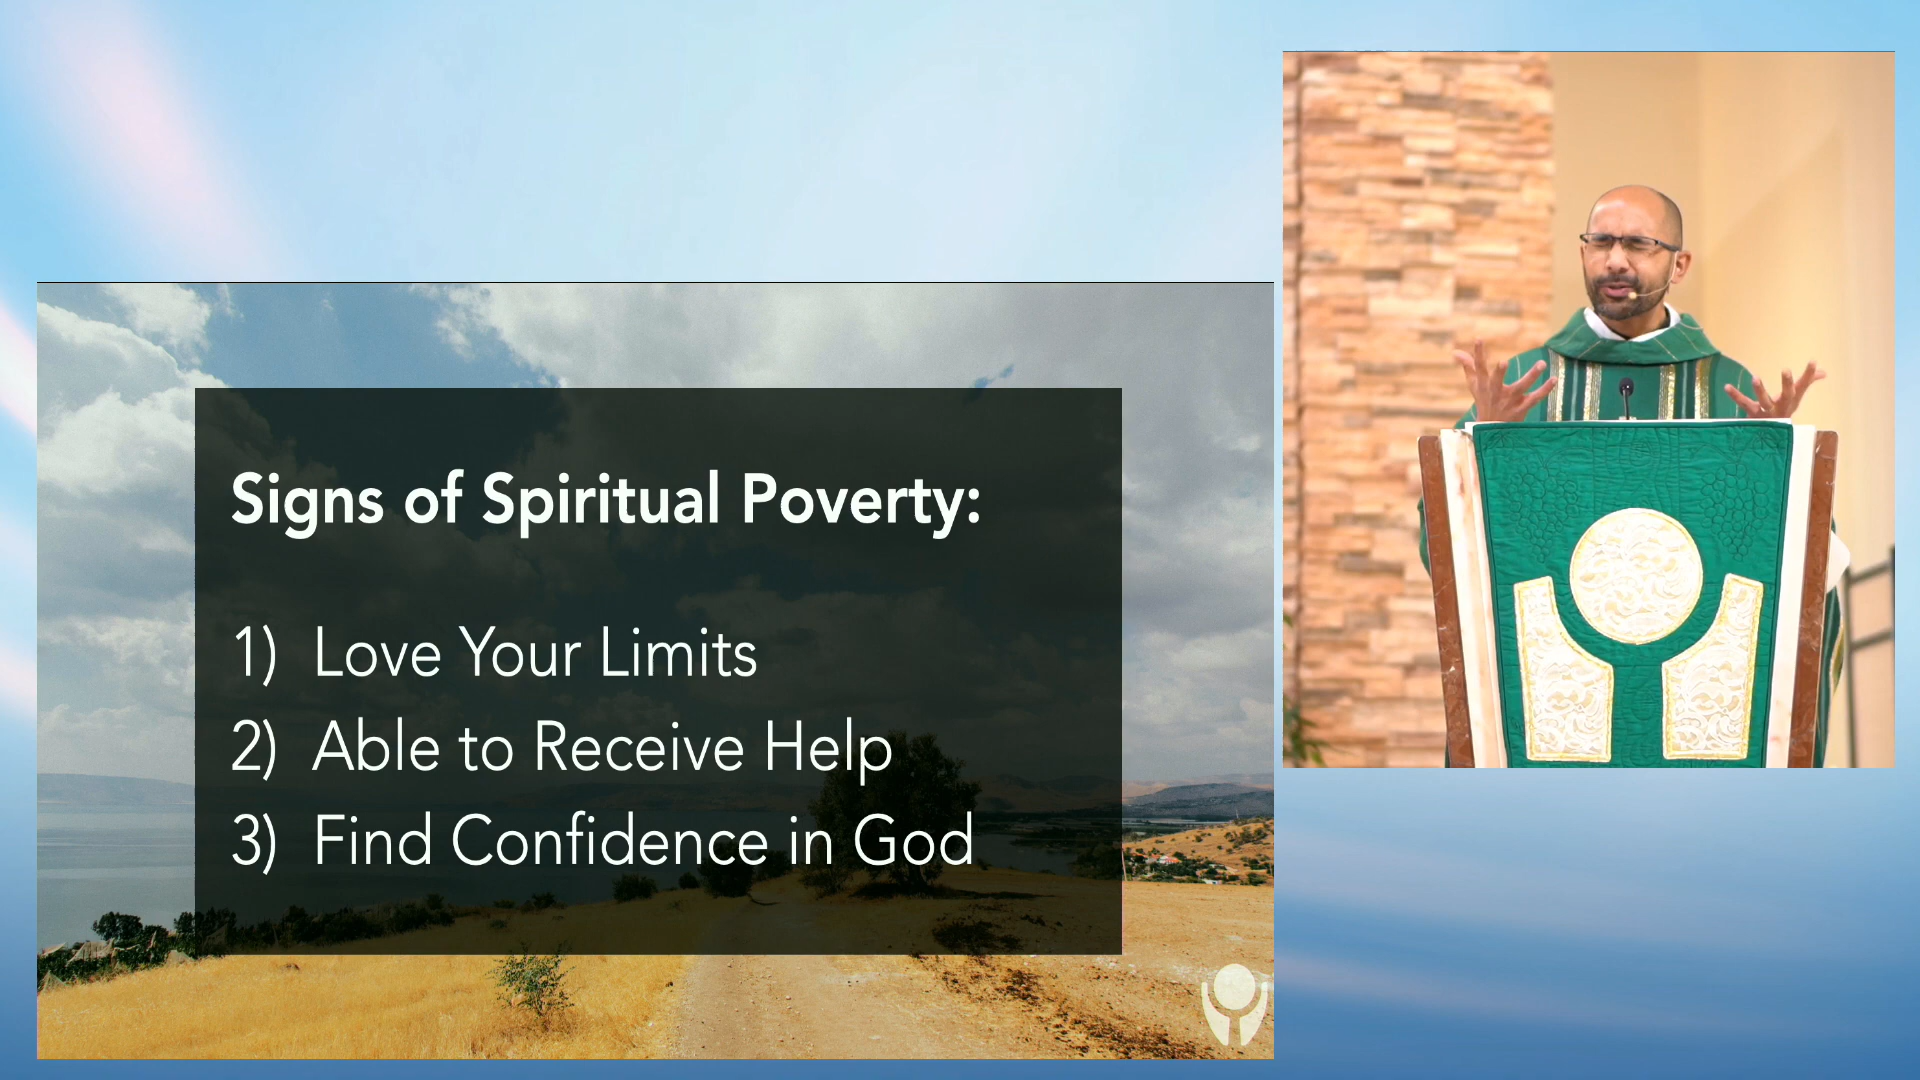 Signs of Spiritual Poverty:
1) Love Your Limits
2) Able to Receive Help
3) Find Confidence in God